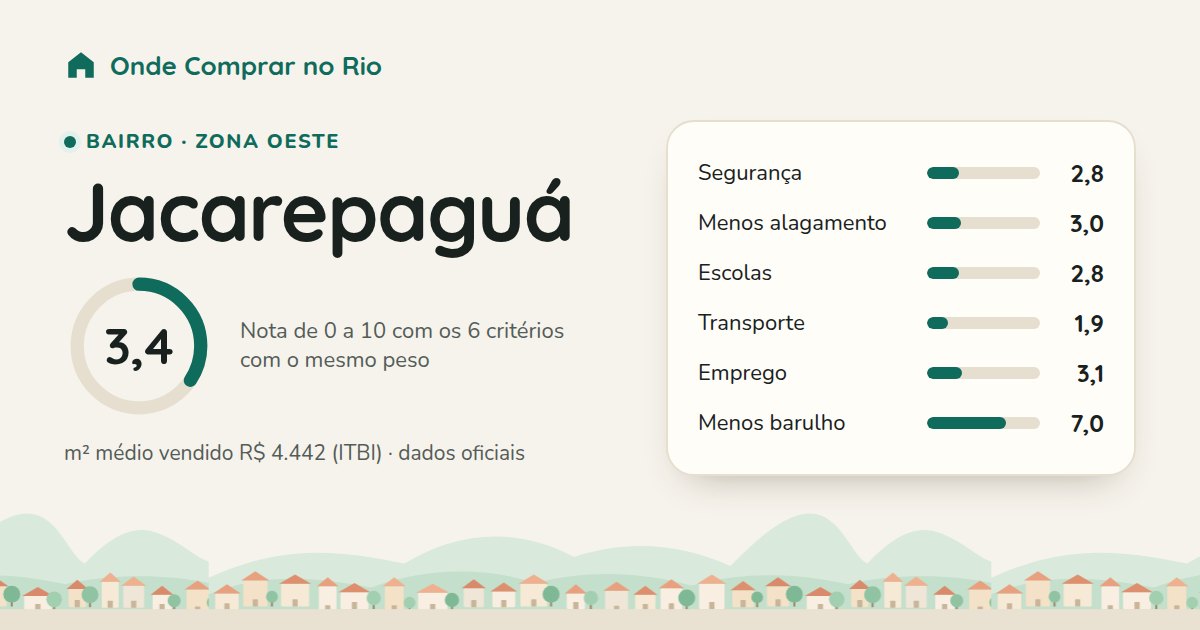 Onde Comprar no Rio
BAIRRO · ZONA OESTE
Jacarepaguá
3,4
Nota de 0 a 10 com os 6 critérios
com o mesmo peso
m² médio vendido R$ 4.442 (ITBI) · dados oficiais
Segurança 2,8
Menos alagamento 3,0
Escolas 2,8
Transporte 1,9
Emprego 3,1
Menos barulho 7,0